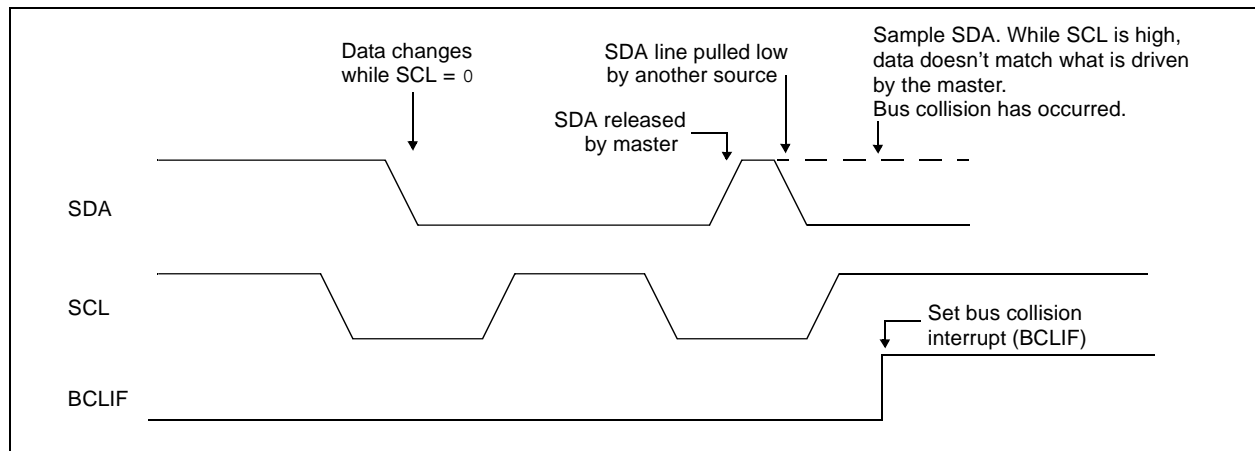 Data changes
while SCL = 0
SDA line pulled low
by another source
SDA released
by master
Sample SDA. While SCL is high,
data doesn’t match what is driven
by the master.
Bus collision has occurred.
SDA
SCL
Set bus collision
interrupt (BCLIF)
BCLIF